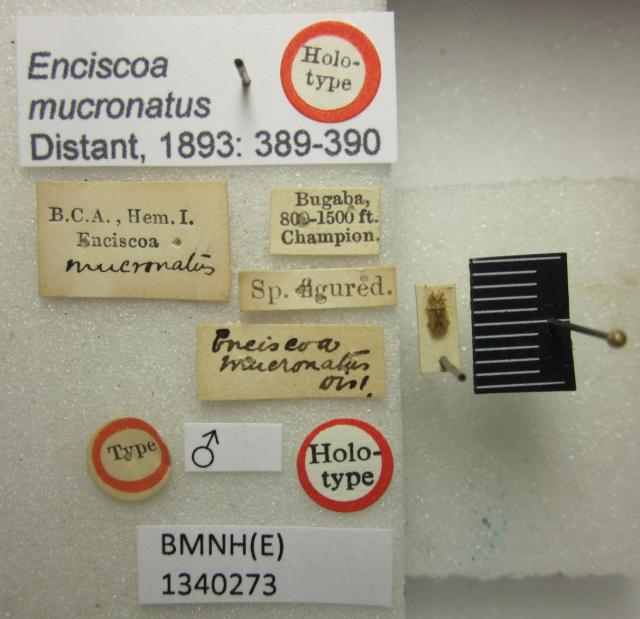 Enciscoa
mucronatus
Distant, 1893: 389-390
Holo-
type
B.C.A., Hem. I.
Enciscoa
mucronatus
Bugaba,
800-1500 ft.
Champion.
Sp. figured.
Enciscoa
mucronatus
Dist.
Type
♂
Holo-
type
BMNH(E)
1340273